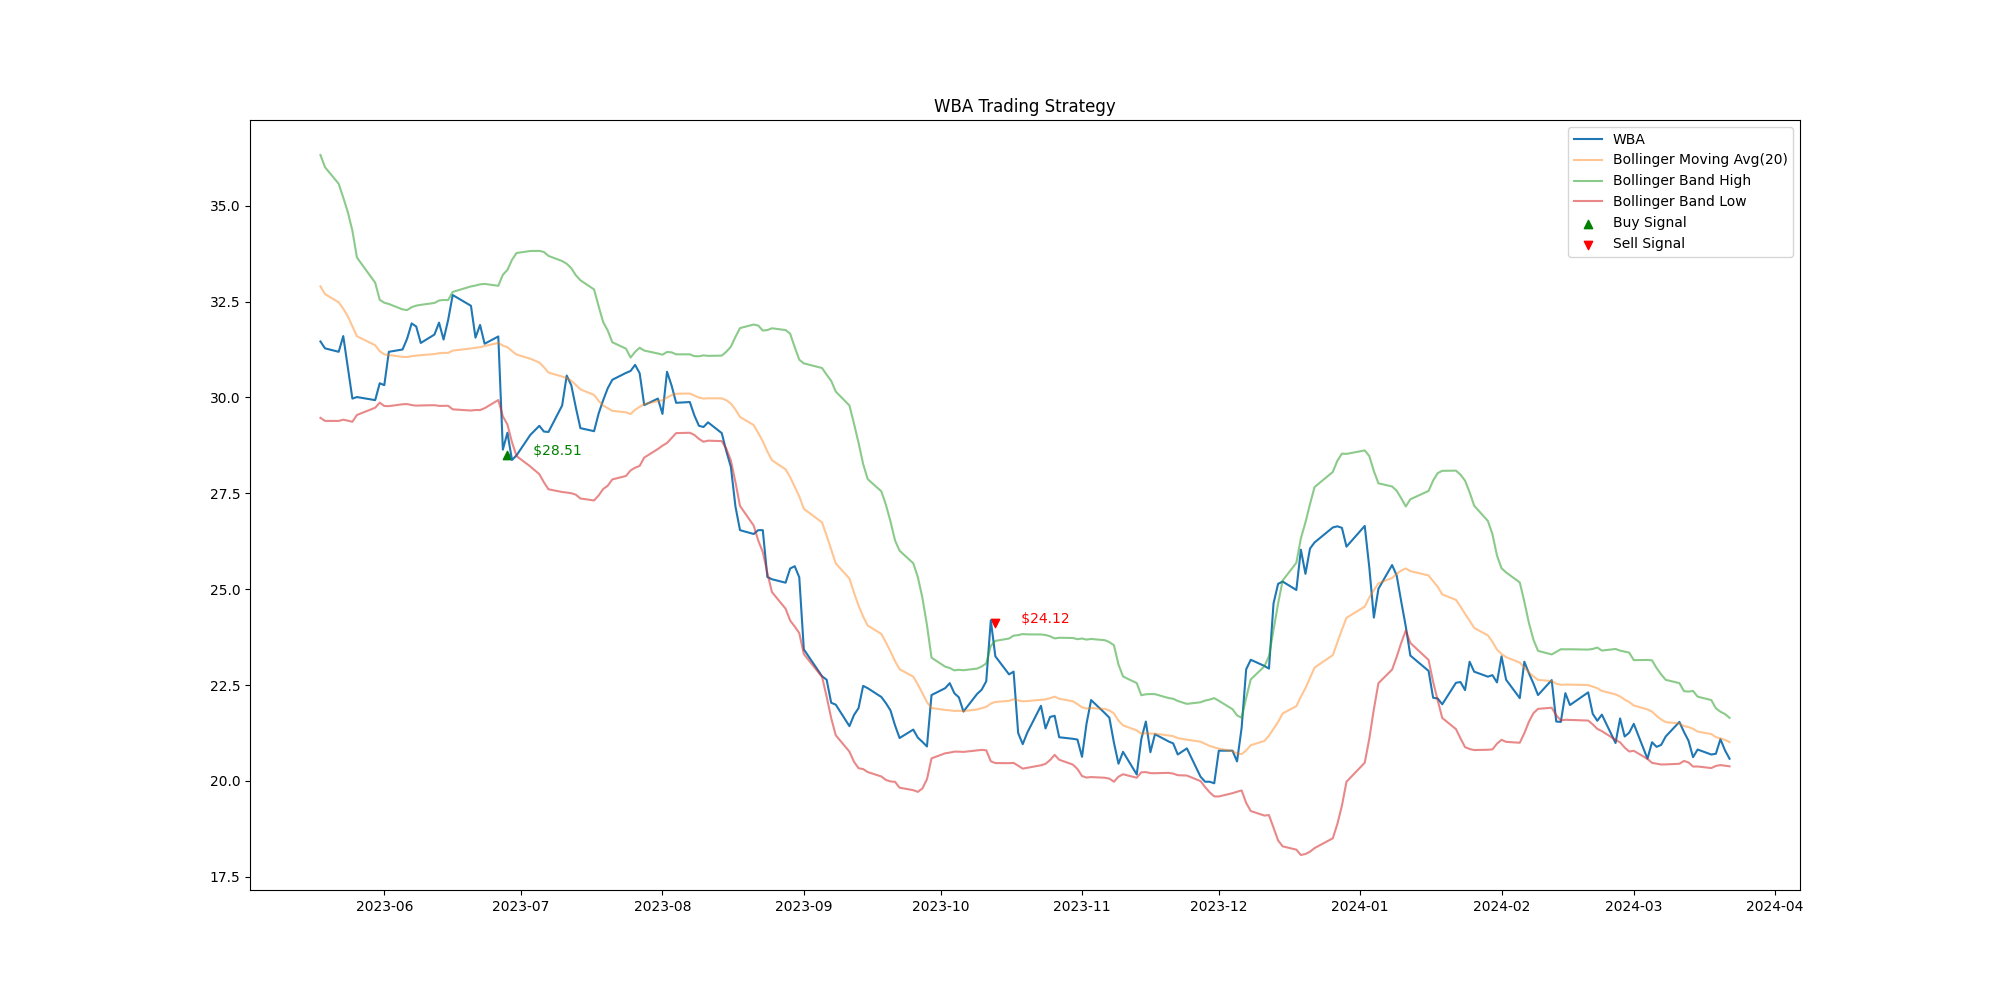 WBA Trading Strategy
WBA
Bollinger Moving Avg(20)
Bollinger Band High
Bollinger Band Low
Buy Signal
Sell Signal
35.0
32.5
30.0
27.5
25.0
22.5
20.0
17.5
$28.51
$24.12
2023-06 2023-07 2023-08 2023-09 2023-10 2023-11 2023-12 2024-01 2024-02 2024-03 2024-04